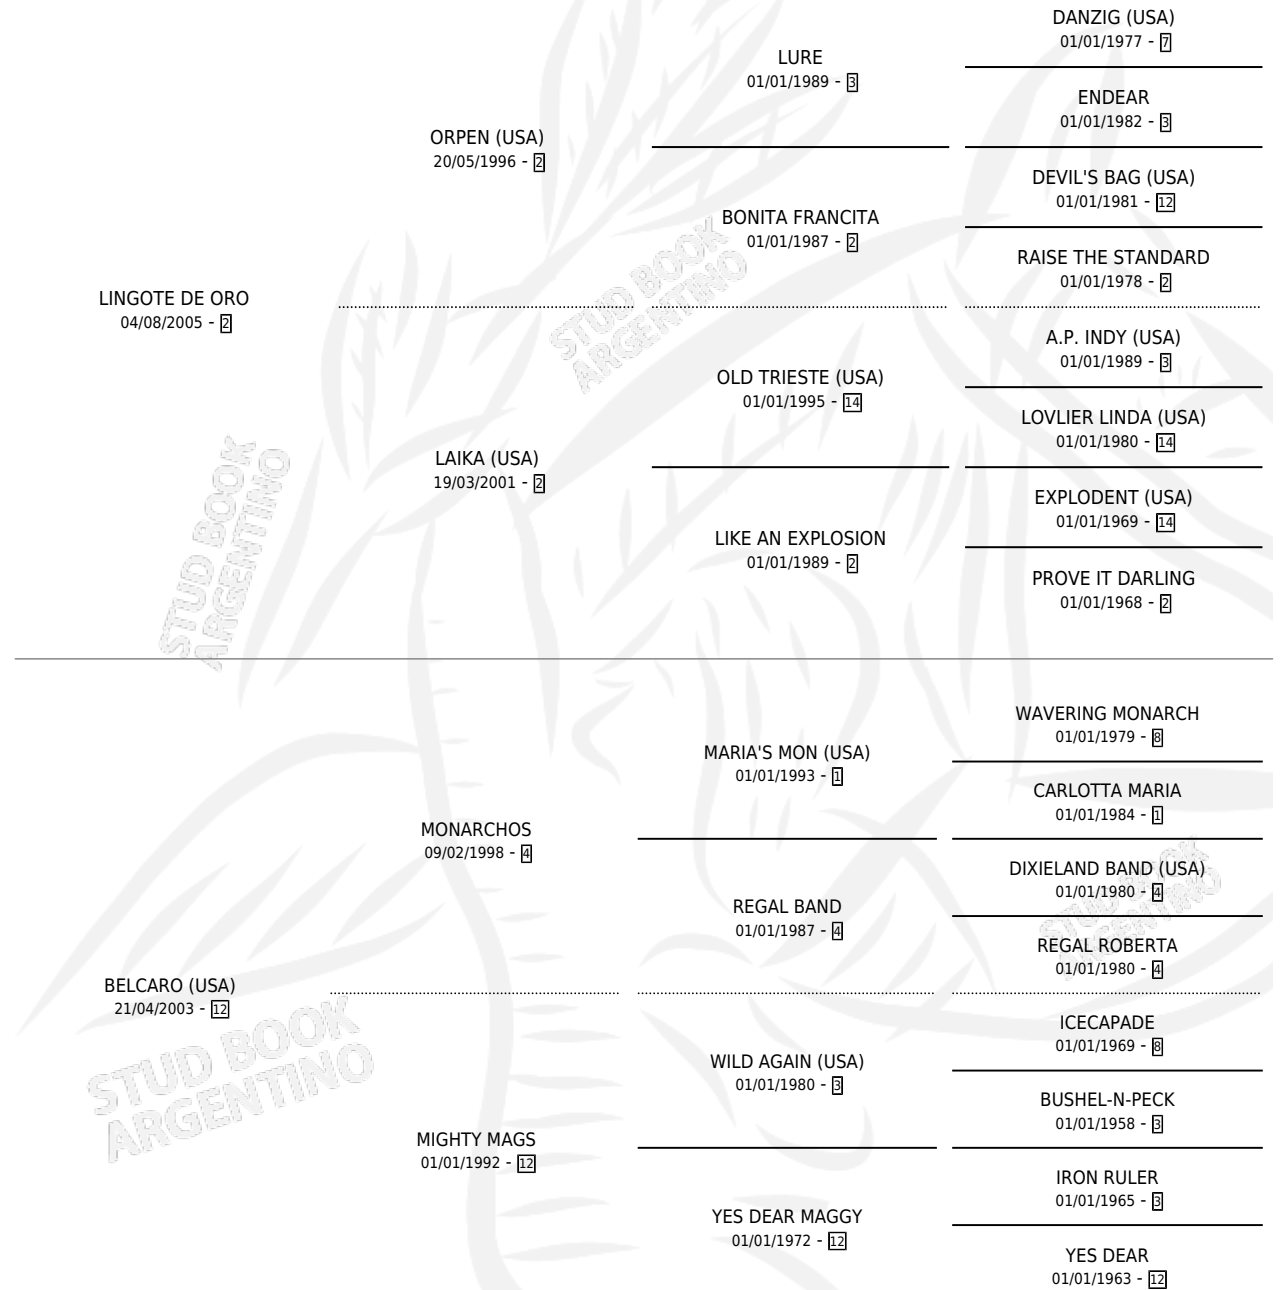 DANZIG (USA)
01/01/1977 - 7
LURE
01/01/1989 - 3
ENDEAR
01/01/1982 - 3
ORPEN (USA)
20/05/1996 - 2
DEVIL'S BAG (USA)
01/01/1981 - 12
BONITA FRANCITA
01/01/1987 - 2
RAISE THE STANDARD
01/01/1978 - 2
LINGOTE DE ORO
04/08/2005 - 2
STUD BOOK
ARGENTINO
A.P. INDY (USA)
01/01/1989 - 3
OLD TRIESTE (USA)
01/01/1995 - 14
LOVLIER LINDA (USA)
01/01/1980 - 14
LAIKA (USA)
19/03/2001 - 2
EXPLODENT (USA)
01/01/1969 - 14
LIKE AN EXPLOSION
01/01/1989 - 2
PROVE IT DARLING
01/01/1968 - 2
STUD BOOK
ARGENTINO
WAVERING MONARCH
01/01/1979 - 8
MARIA'S MON (USA)
01/01/1993 - 1
CARLOTTA MARIA
01/01/1984 - 1
MONARCHOS
09/02/1998 - 4
DIXIELAND BAND (USA)
01/01/1980 - 4
REGAL BAND
01/01/1987 - 4
STUD BOOK
ARGENTINO
REGAL ROBERTA
01/01/1980 - 4
BELCARO (USA)
21/04/2003 - 12
STUD BOOK
ARGENTINO
ICECAPADE
01/01/1969 - 8
WILD AGAIN (USA)
01/01/1980 - 3
BUSHEL-N-PECK
01/01/1958 - 3
MIGHTY MAGS
01/01/1992 - 12
IRON RULER
01/01/1965 - 3
YES DEAR MAGGY
01/01/1972 - 12
YES DEAR
01/01/1963 - 12